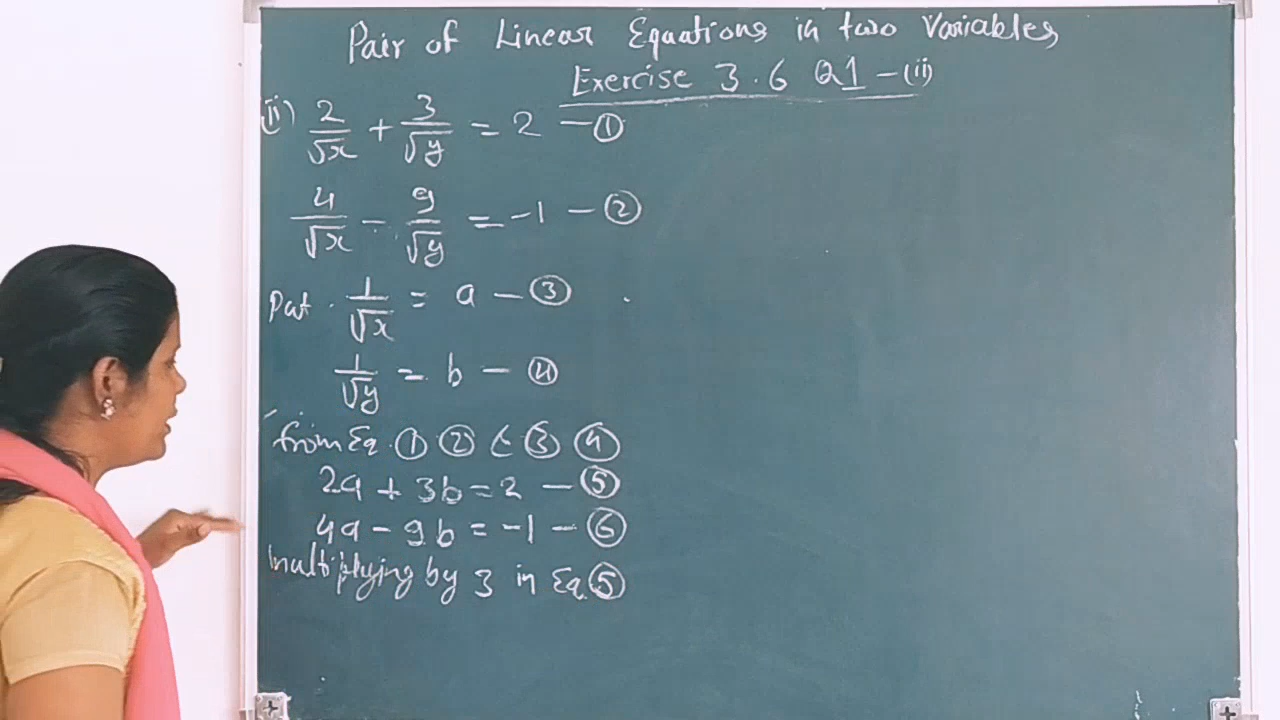 Pair of Linear Equations in two Variables
Exercise 3.6 Q1 – (ii)
(ii) 2/√x + 3/√y = 2 — ①
4/√x - 9/√y = -1 — ②
Put 1/√x = a — ③
1/√y = b — ④
from Eq. ① ② & ③ ④
2a + 3b = 2 — ⑤
4a - 9b = -1 — ⑥
multiplying by 3 in Eq. ⑤